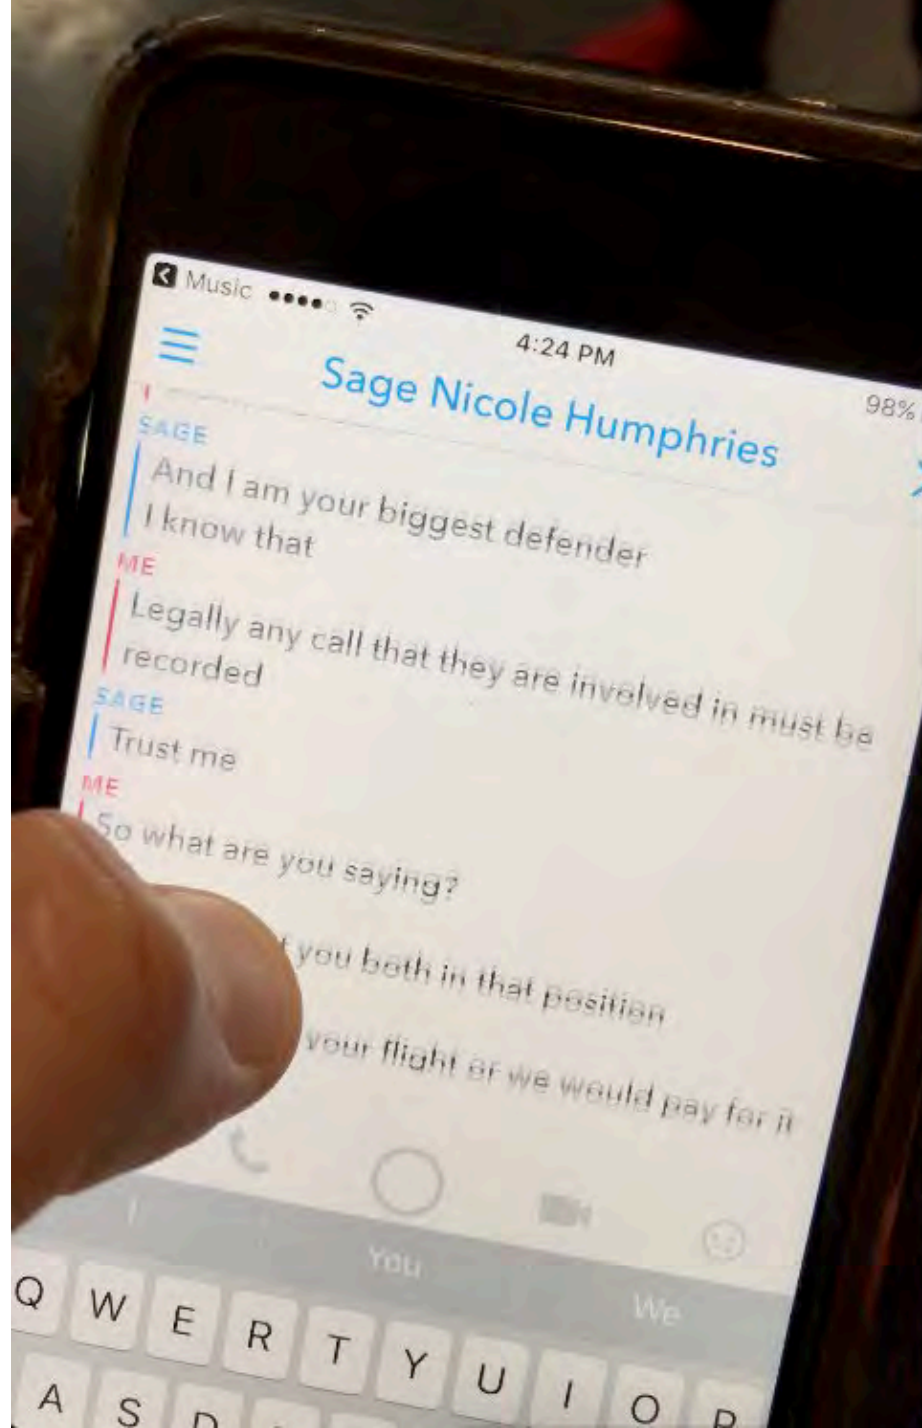 Music
4:24 PM
98%
Sage Nicole Humphries
SAGE
And I am your biggest defender
I know that
ME
Legally any call that they are involved in must be
recorded
SAGE
Trust me
ME
So what are you saying?
you both in that position
your flight or we would pay for it
I
You
We
Q W E R T Y U I O P
A S D